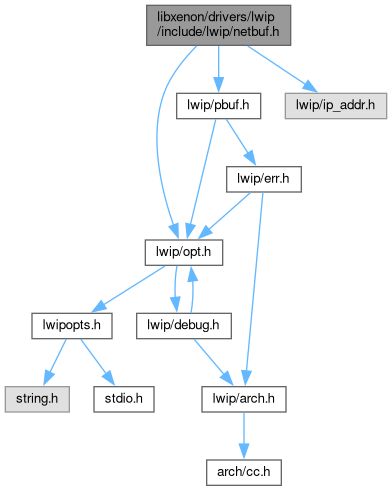 libxenon/drivers/lwip
/include/lwip/netbuf.h
lwip/pbuf.h
lwip/ip_addr.h
lwip/err.h
lwip/opt.h
lwipopts.h
lwip/debug.h
string.h
stdio.h
lwip/arch.h
arch/cc.h